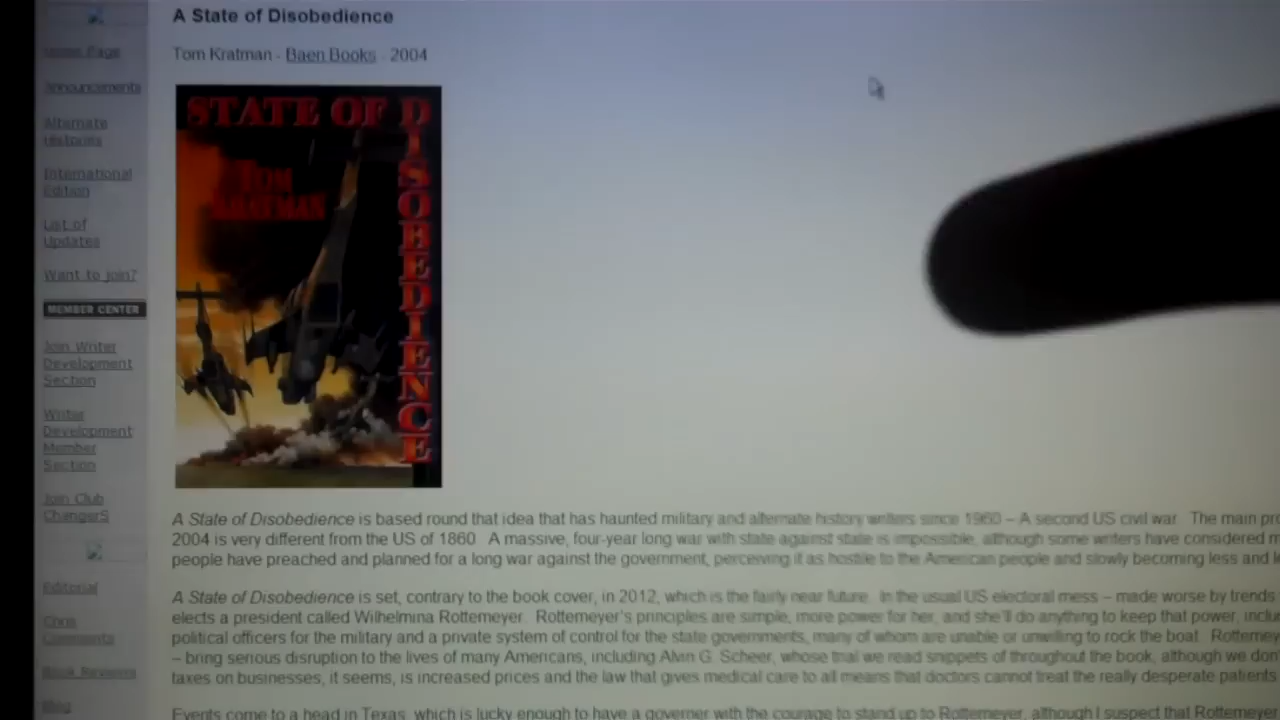 A State of Disobedience
Tom Kratman - Baen Books - 2004
STATE OF DISOBEDIENCE
TOM
KRATMAN
Home Page
Announcements
Alternate
Histories
International
Edition
List of
Updates
Want to join?
MEMBER CENTER
Join Writer
Development
Section
Writer
Development
Member
Section
Join Club
ChangerS
Editorial
Comments
Book Reviews
Blog
A State of Disobedience is based round that idea that has haunted military and alternate history writers since 1960 – A second US civil war. The main
2004 is very different from the US of 1860. A massive, four-year long war with state against state is impossible, although some writers have considered
people have preached and planned for a long war against the government, perceiving it as hostile to the American people and slowly becoming less and
A State of Disobedience is set, contrary to the book cover, in 2012, which is the fairly near future. In the usual US electoral mess – made worse by trends
elects a president called Wilhelmina Rottemeyer. Rottemeyer's principles are simple, more power for her, and she'll do anything to keep that power,
political officers for the military and a private system of control for the state governments, many of whom are unable or unwilling to rock the boat.
– bring serious disruption to the lives of many Americans, including Alvin G. Scheer, whose trial we read snippets of throughout the book, although we
taxes on businesses, it seems, is increased prices and the law that gives medical care to all means that doctors cannot treat the really desperate patients
Events come to a head in Texas, which is lucky enough to have a governor with the courage to stand up to Rottemeyer, although I suspect that